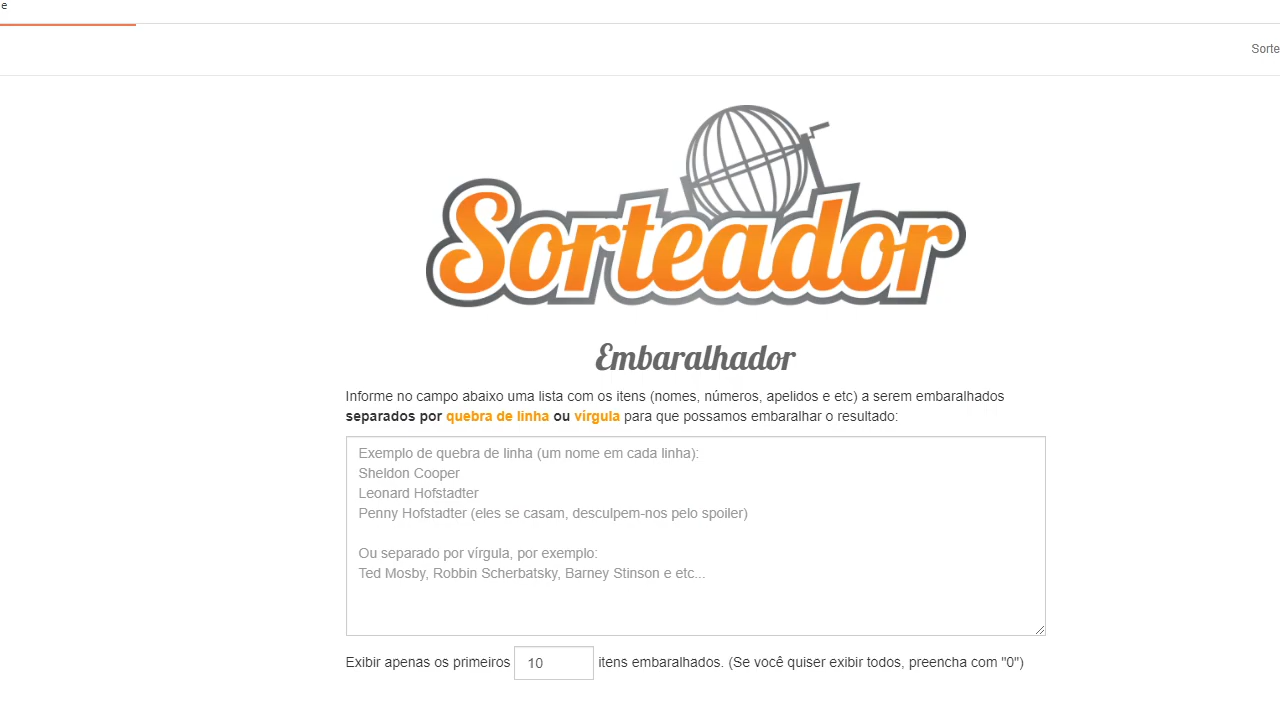 e
Sorte
Sorteador
Embaralhador
Informe no campo abaixo uma lista com os itens (nomes, números, apelidos e etc) a serem embaralhados
separados por quebra de linha ou vírgula para que possamos embaralhar o resultado:
Exemplo de quebra de linha (um nome em cada linha):
Sheldon Cooper
Leonard Hofstadter
Penny Hofstadter (eles se casam, desculpem-nos pelo spoiler)
Ou separado por vírgula, por exemplo:
Ted Mosby, Robbin Scherbatsky, Barney Stinson e etc...
Exibir apenas os primeiros 10 itens embaralhados. (Se você quiser exibir todos, preencha com "0")